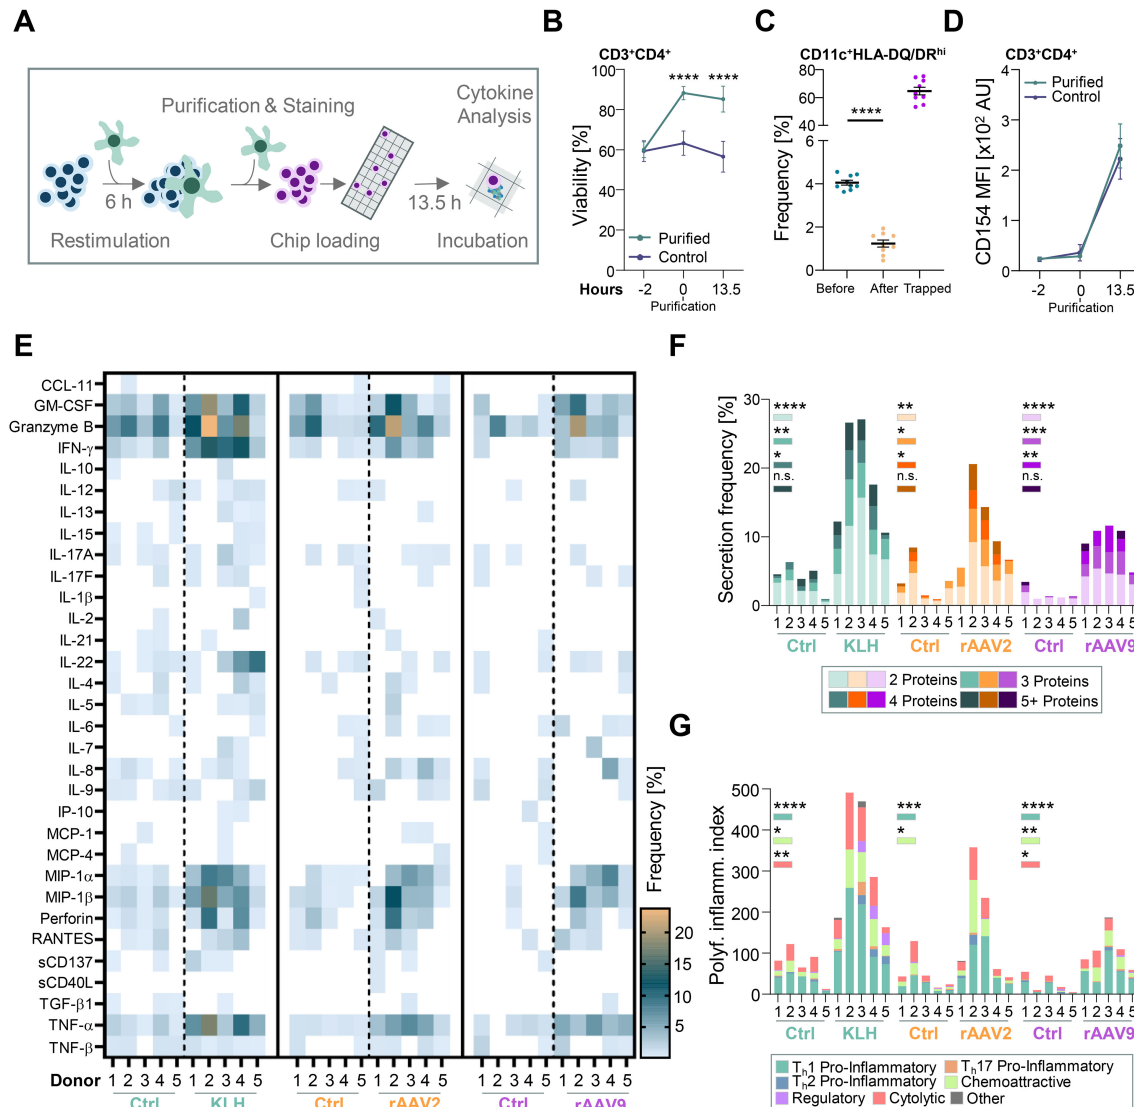 A
Purification & Staining
Cytokine
Analysis
6 h
13.5 h
Restimulation
Chip loading
Incubation
B
CD3⁺CD4⁺
100
80
60
40
20
0
Viability [%]
****
****
Purified
Control
Hours
-2
0
13.5
Purification
C
CD11c⁺HLA-DQ/DRʰⁱ
80
60
40
6
4
2
0
Frequency [%]
****
Before
After
Trapped
D
CD3⁺CD4⁺
Purified
Control
4
3
2
1
0
CD154 MFI [x10² AU]
-2
0
13.5
Purification
E
CCL-11
GM-CSF
Granzyme B
IFN-γ
IL-10
IL-12
IL-13
IL-15
IL-17A
IL-17F
IL-1β
IL-2
IL-21
IL-22
IL-4
IL-5
IL-6
IL-7
IL-8
IL-9
IP-10
MCP-1
MCP-4
MIP-1α
MIP-1β
Perforin
RANTES
sCD137
sCD40L
TGF-β1
TNF-α
TNF-β
Donor
1 2 3 4 5 1 2 3 4 5 1 2 3 4 5 1 2 3 4 5 1 2 3 4 5 1 2 3 4 5
Ctrl KLH Ctrl rAAV2 Ctrl rAAV9
Frequency [%]
20
15
10
5
F
Secretion frequency [%]
30
20
10
0
**** ** ****
** * ***
* * **
n.s. n.s. n.s.
1 2 3 4 5 1 2 3 4 5 1 2 3 4 5 1 2 3 4 5 1 2 3 4 5 1 2 3 4 5
Ctrl KLH Ctrl rAAV2 Ctrl rAAV9
2 Proteins 3 Proteins
4 Proteins 5+ Proteins
G
Polyf. inflamm. index
500
400
300
200
100
0
**** *** ****
* * **
** *
1 2 3 4 5 1 2 3 4 5 1 2 3 4 5 1 2 3 4 5 1 2 3 4 5 1 2 3 4 5
Ctrl KLH Ctrl rAAV2 Ctrl rAAV9
Tₕ1 Pro-Inflammatory Tₕ17 Pro-Inflammatory
Tₕ2 Pro-Inflammatory Chemoattractive
Regulatory Cytolytic Other